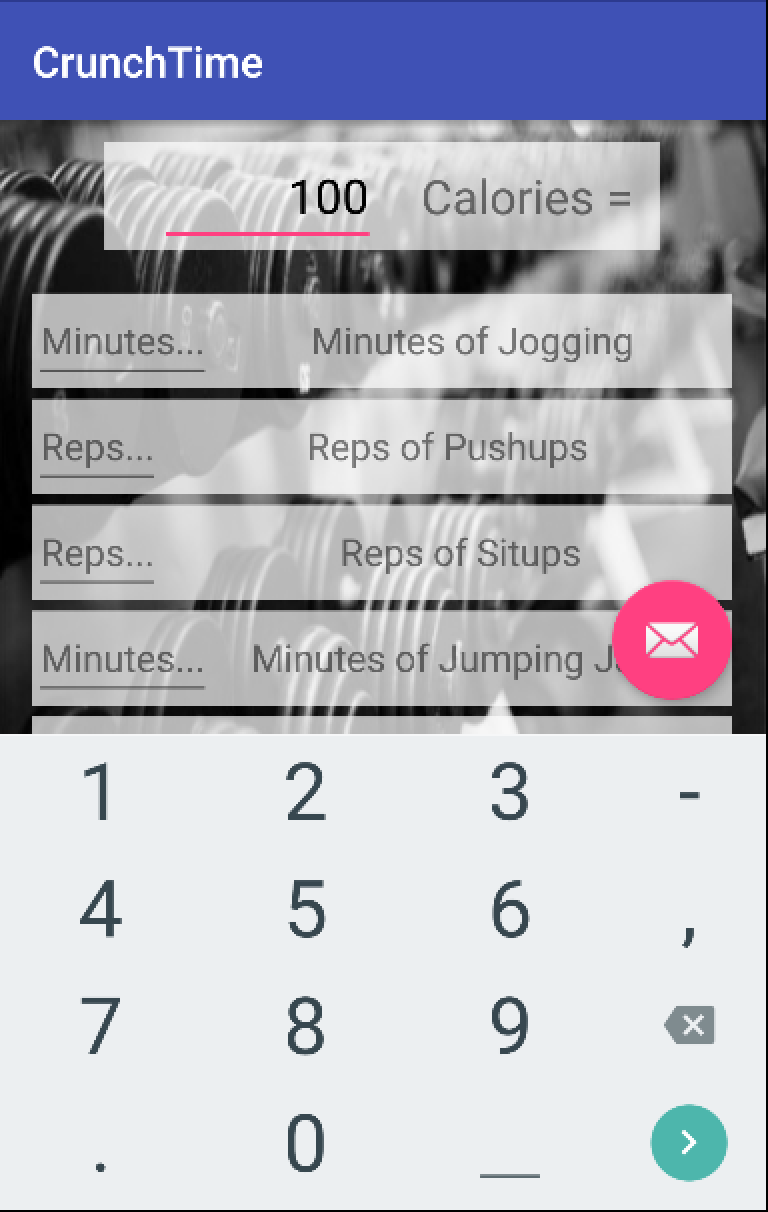 CrunchTime
100 Calories =
Minutes... Minutes of Jogging
Reps... Reps of Pushups
Reps... Reps of Situps
Minutes... Minutes of Jumping
1 2 3 -
4 5 6 ,
7 8 9
. 0 _